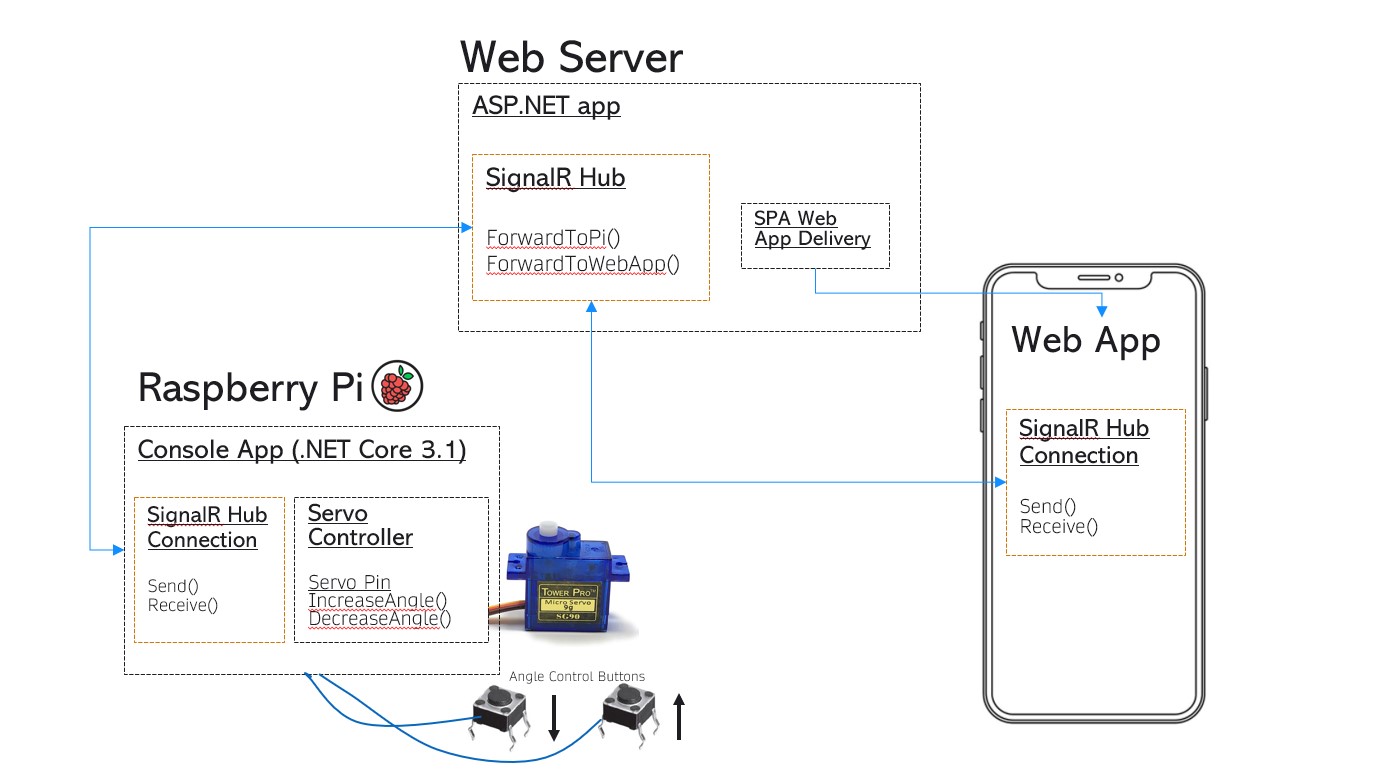 Web Server
ASP.NET app
SignalR Hub
ForwardToPi()
ForwardToWebApp()
SPA Web
App Delivery
Web App
SignalR Hub
Connection
Send()
Receive()
Raspberry Pi
Console App (.NET Core 3.1)
SignalR Hub
Connection
Send()
Receive()
Servo
Controller
Servo Pin
IncreaseAngle()
DecreaseAngle()
TOWER PRO™
Micro Servo
9g
SG90
Angle Control Buttons